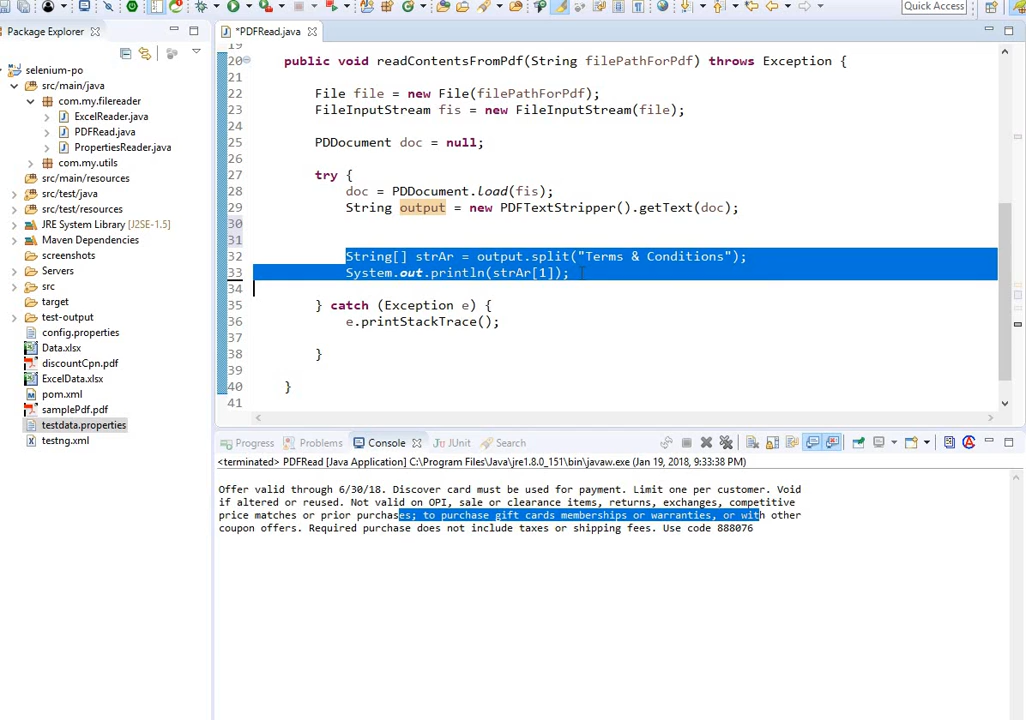 Quick Access
Package Explorer
selenium-po
src/main/java
com.my.filereader
ExcelReader.java
PDFRead.java
PropertiesReader.java
com.my.utils
src/main/resources
src/test/java
src/test/resources
JRE System Library [J2SE-1.5]
Maven Dependencies
screenshots
Servers
src
target
test-output
config.properties
Data.xlsx
discountCpn.pdf
ExcelData.xlsx
pom.xml
samplePdf.pdf
testdata.properties
testng.xml
*PDFRead.java
19
20 public void readContentsFromPdf(String filePathForPdf) throws Exception {
21
22 File file = new File(filePathForPdf);
23 FileInputStream fis = new FileInputStream(file);
24
25 PDDocument doc = null;
26
27 try {
28 doc = PDDocument.load(fis);
29 String output = new PDFTextStripper().getText(doc);
30
31
32 String[] strAr = output.split("Terms & Conditions");
33 System.out.println(strAr[1]);
34
35 } catch (Exception e) {
36 e.printStackTrace();
37
38 }
39
40 }
41
Progress Problems Console JUnit Search
<terminated> PDFRead [Java Application] C:\Program Files\Java\jre1.8.0_151\bin\javaw.exe (Jan 19, 2018, 9:33:38 PM)
Offer valid through 6/30/18. Discover card must be used for payment. Limit one per customer. Void
if altered or reused. Not valid on OPI, sale or clearance items, returns, exchanges, competitive
price matches or prior purchases; to purchase gift cards memberships or warranties, or with other
coupon offers. Required purchase does not include taxes or shipping fees. Use code 888076